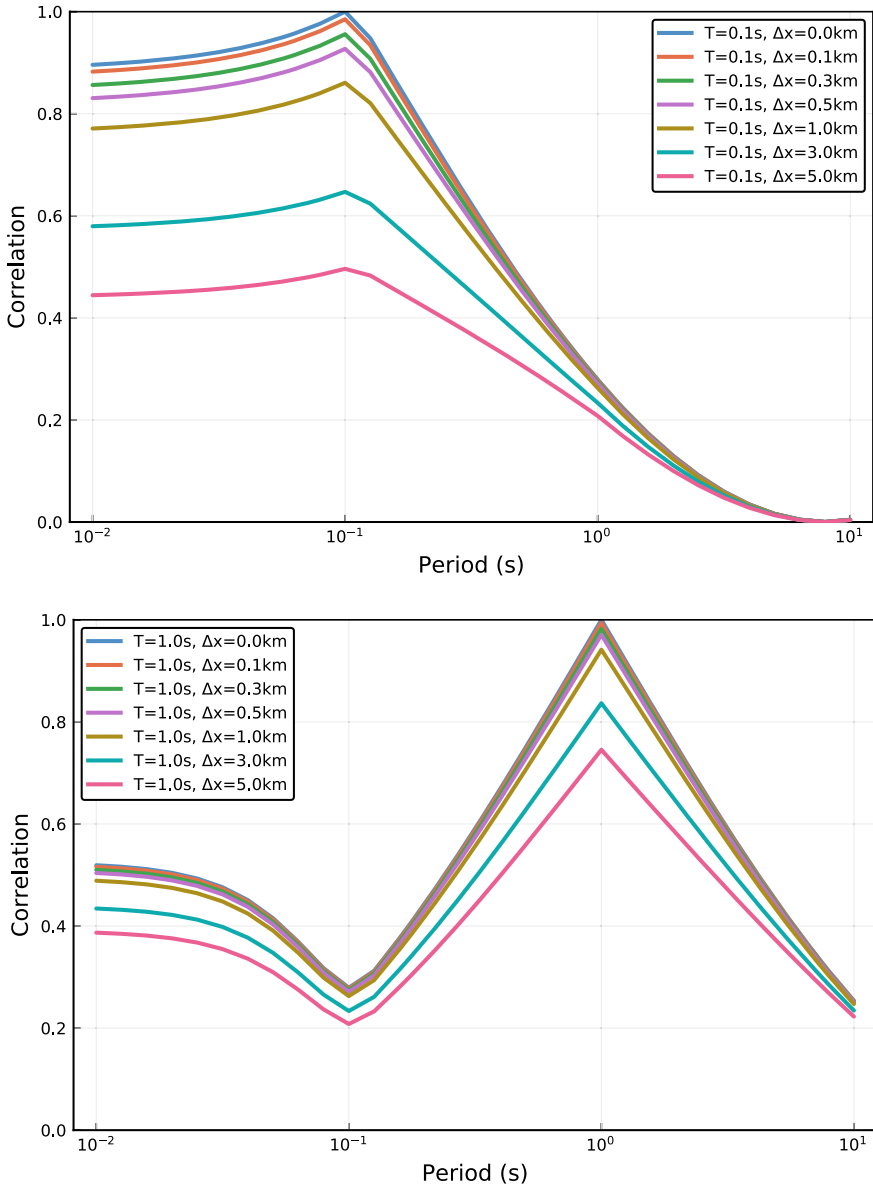 1.0
0.8
0.6
0.4
0.2
0.0
Correlation
T=0.1s, Δx=0.0km
T=0.1s, Δx=0.1km
T=0.1s, Δx=0.3km
T=0.1s, Δx=0.5km
T=0.1s, Δx=1.0km
T=0.1s, Δx=3.0km
T=0.1s, Δx=5.0km
10⁻² 10⁻¹ 10⁰ 10¹
Period (s)
1.0
0.8
0.6
0.4
0.2
0.0
Correlation
T=1.0s, Δx=0.0km
T=1.0s, Δx=0.1km
T=1.0s, Δx=0.3km
T=1.0s, Δx=0.5km
T=1.0s, Δx=1.0km
T=1.0s, Δx=3.0km
T=1.0s, Δx=5.0km
10⁻² 10⁻¹ 10⁰ 10¹
Period (s)